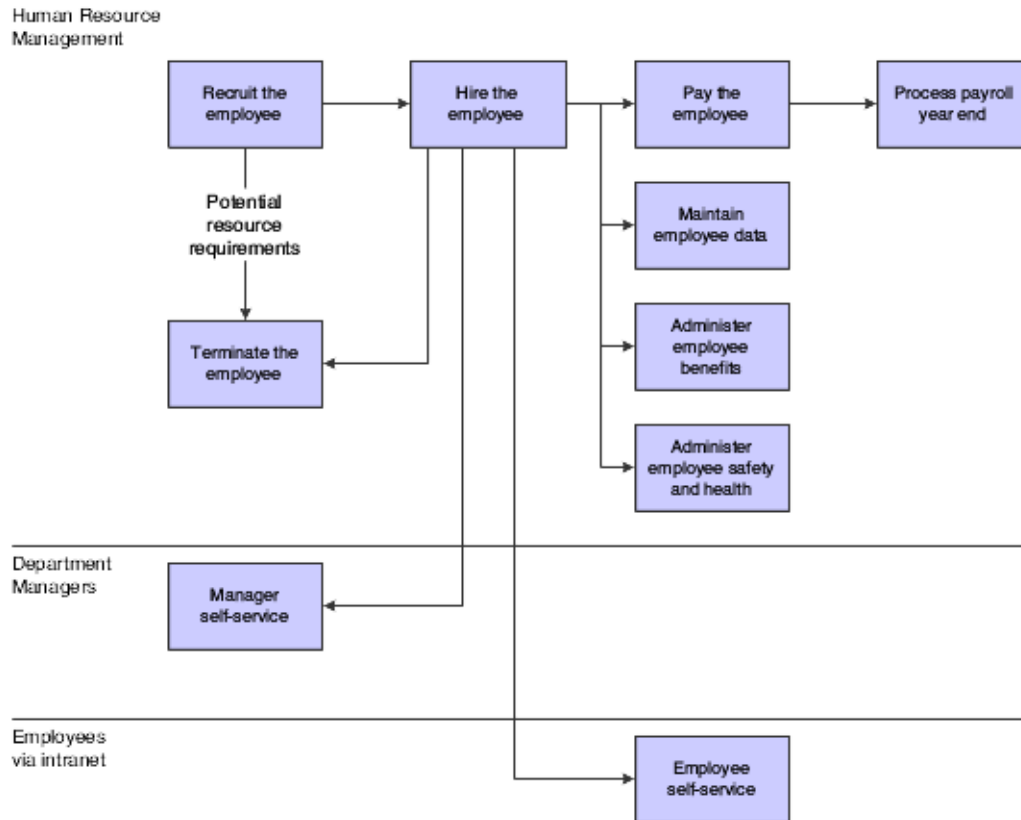 Human Resource
Management
Recruit the
employee
Hire the
employee
Pay the
employee
Process payroll
year end
Potential
resource
requirements
Maintain
employee data
Terminate the
employee
Administer
employee
benefits
Administer
employee safety
and health
Department
Managers
Manager
self-service
Employees
via intranet
Employee
self-service